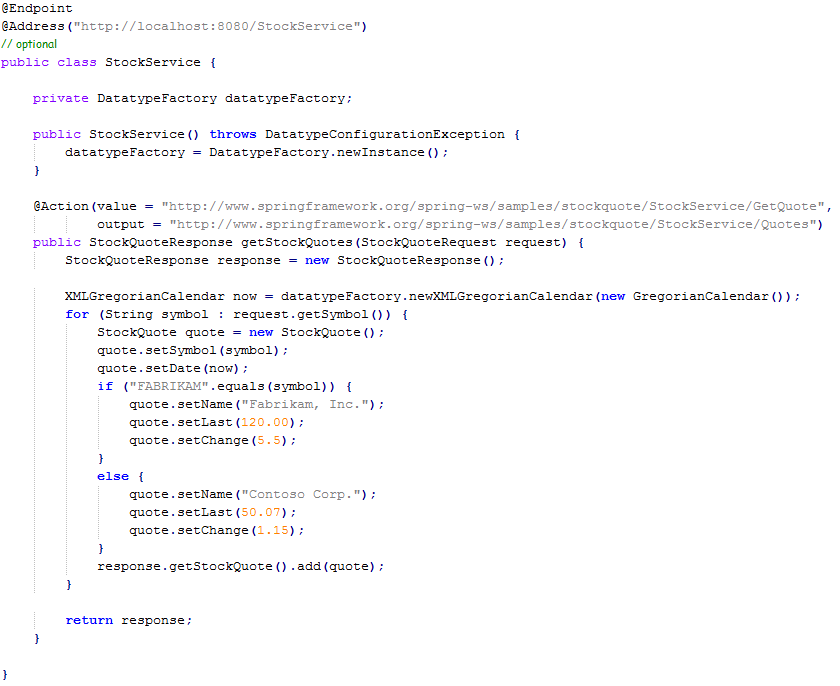 @Endpoint
@Address("http://localhost:8080/StockService")
// optional
public class StockService {
private DatatypeFactory datatypeFactory;
public StockService() throws DatatypeConfigurationException {
datatypeFactory = DatatypeFactory.newInstance();
}
@Action(value = "http://www.springframework.org/spring-ws/samples/stockquote/StockService/GetQuote",
output = "http://www.springframework.org/spring-ws/samples/stockquote/StockService/Quotes")
public StockQuoteResponse getStockQuotes(StockQuoteRequest request) {
StockQuoteResponse response = new StockQuoteResponse();
XMLGregorianCalendar now = datatypeFactory.newXMLGregorianCalendar(new GregorianCalendar());
for (String symbol : request.getSymbol()) {
StockQuote quote = new StockQuote();
quote.setSymbol(symbol);
quote.setDate(now);
if ("FABRIKAM".equals(symbol)) {
quote.setName("Fabrikam, Inc.");
quote.setLast(120.00);
quote.setChange(5.5);
}
else {
quote.setName("Contoso Corp.");
quote.setLast(50.07);
quote.setChange(1.15);
}
response.getStockQuote().add(quote);
}
return response;
}
}